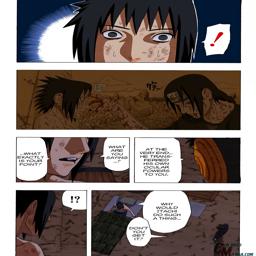 !
...WHAT
EXACTLY
IS YOUR
POINT?
WHAT
ARE YOU
SAYING
...?
AT THE
VERY END,
HE TRANS-
FERRED
HIS OWN
OCULAR
POWERS
TO YOU.
!?
WHY
WOULD
ITACHI
DO SUCH
A THING...
DON'T
YOU
GET IT?